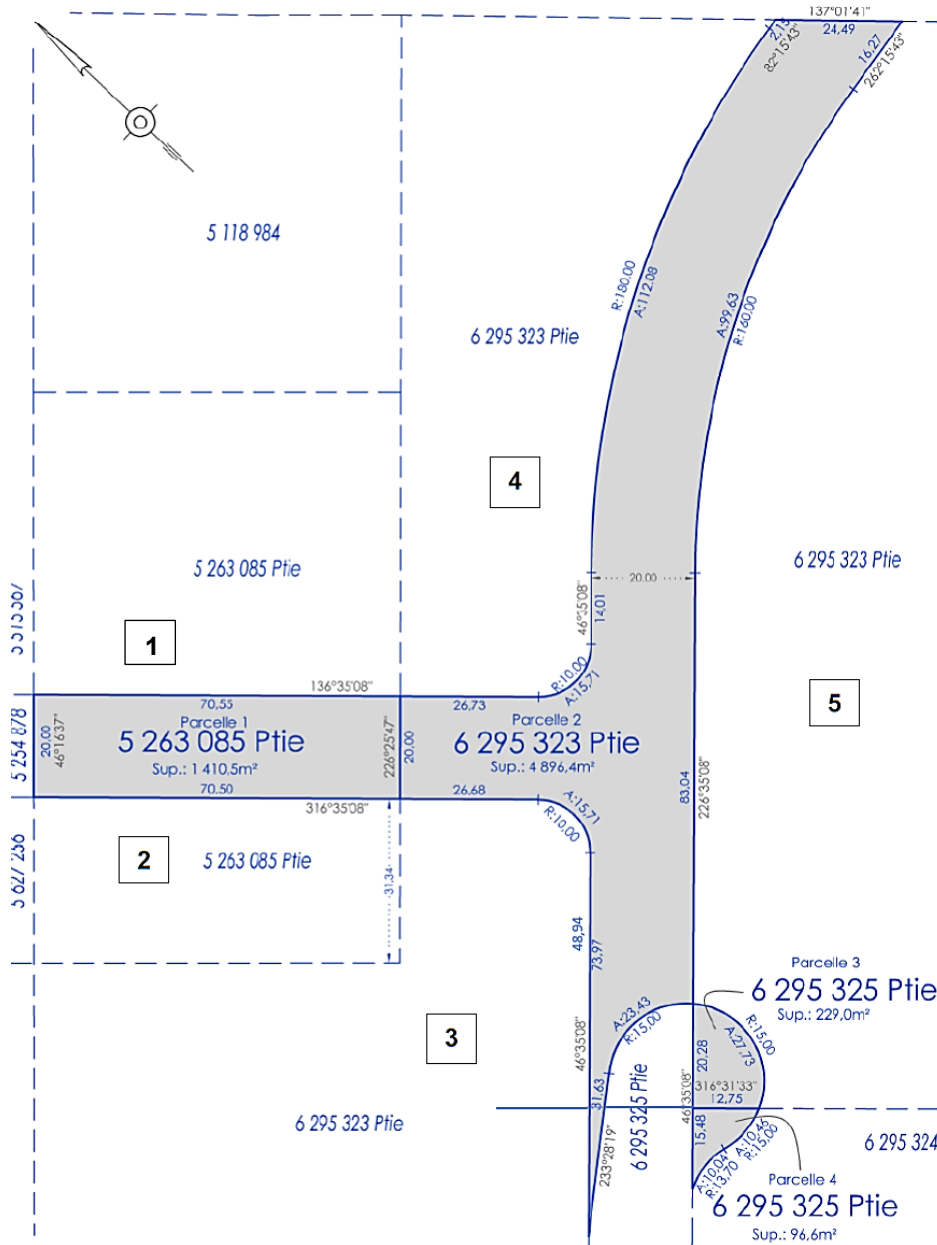 137°01'41"
24,49
2,15
82°15'43"
16,27
262°15'43"
5 118 984
R:180,00
A:112,08
A:99,63
R:160,00
6 295 323 Ptie
4
5 263 085 Ptie
6 295 323 Ptie
20,00
46°35'08"
14,01
1
R:10,00
A:15,71
136°35'08"
70,55
26,73
5
5 254 878
20,00
46°16'37"
Parcelle 1
5 263 085 Ptie
Sup.: 1 410,5m²
226°25'47"
20,00
Parcelle 2
6 295 323 Ptie
Sup.: 4 896,4m²
70,50
26,68
316°35'08"
83,04
226°35'08"
A:15,71
R:10,00
2
5 263 085 Ptie
31,34
5 627 256
48,94
73,97
Parcelle 3
6 295 325 Ptie
Sup.: 229,0m²
3
A:23,43
R:15,00
R:15,00
A:27,73
20,28
46°35'08"
46°35'08"
316°31'33"
12,75
31,63
6 295 325 Ptie
6 295 323 Ptie
233°28'19"
15,48
A:10,46
R:15,00
A:10,04
R:13,70
6 295 324
Parcelle 4
6 295 325 Ptie
Sup.: 96,6m²